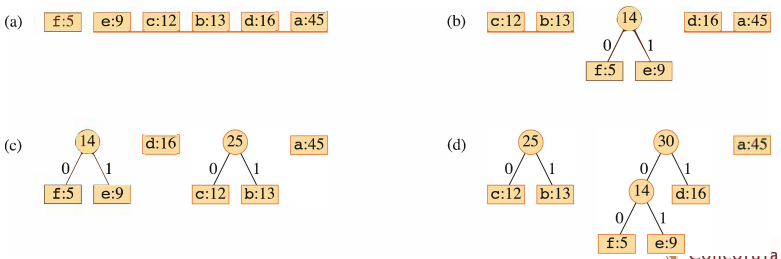 (a) f:5 e:9 c:12 b:13 d:16 a:45
(b) c:12 b:13 14 d:16 a:45
0 1
f:5 e:9
(c) 14 d:16 25 a:45
0 1 0 1
f:5 e:9 c:12 b:13
(d) 25 30 a:45
0 1 0 1
c:12 b:13 14 d:16
0 1
f:5 e:9